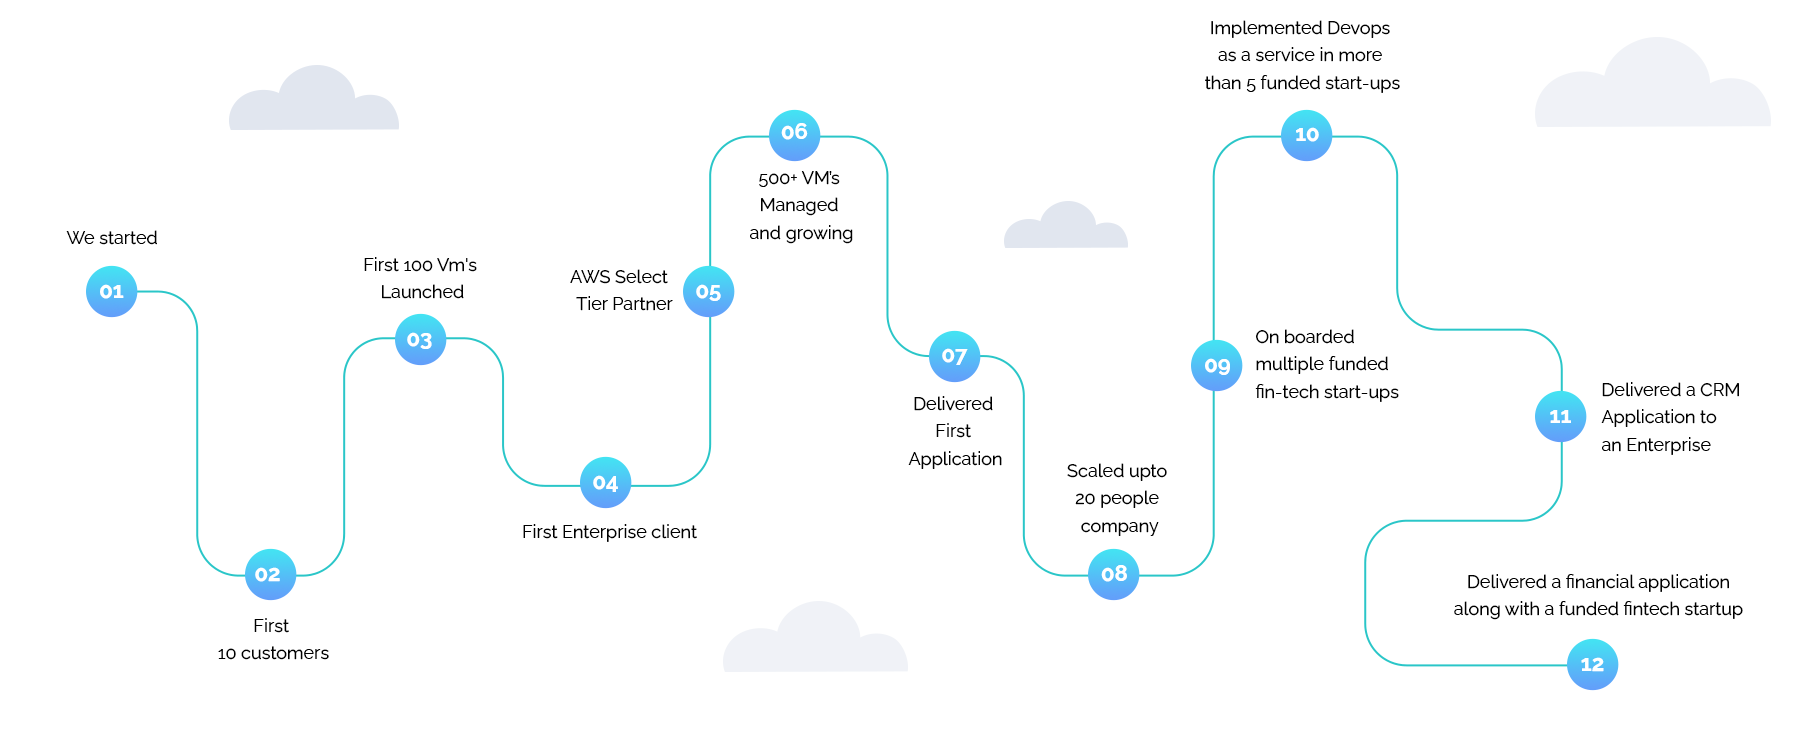 We started
01
02
First
10 customers
First 100 Vm's
Launched
03
04
First Enterprise client
AWS Select
Tier Partner
05
06
500+ VM's
Managed
and growing
07
Delivered
First
Application
Scaled upto
20 people
company
08
09
On boarded
multiple funded
fin-tech start-ups
Implemented Devops
as a service in more
than 5 funded start-ups
10
11
Delivered a CRM
Application to
an Enterprise
Delivered a financial application
along with a funded fintech startup
12